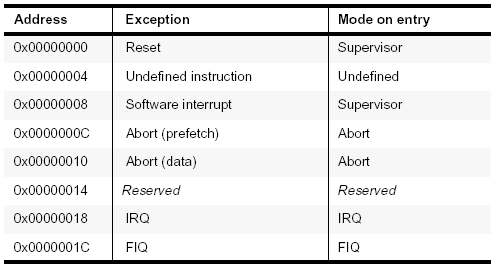 Address Exception Mode on entry
0x00000000 Reset Supervisor
0x00000004 Undefined instruction Undefined
0x00000008 Software interrupt Supervisor
0x0000000C Abort (prefetch) Abort
0x00000010 Abort (data) Abort
0x00000014 Reserved Reserved
0x00000018 IRQ IRQ
0x0000001C FIQ FIQ